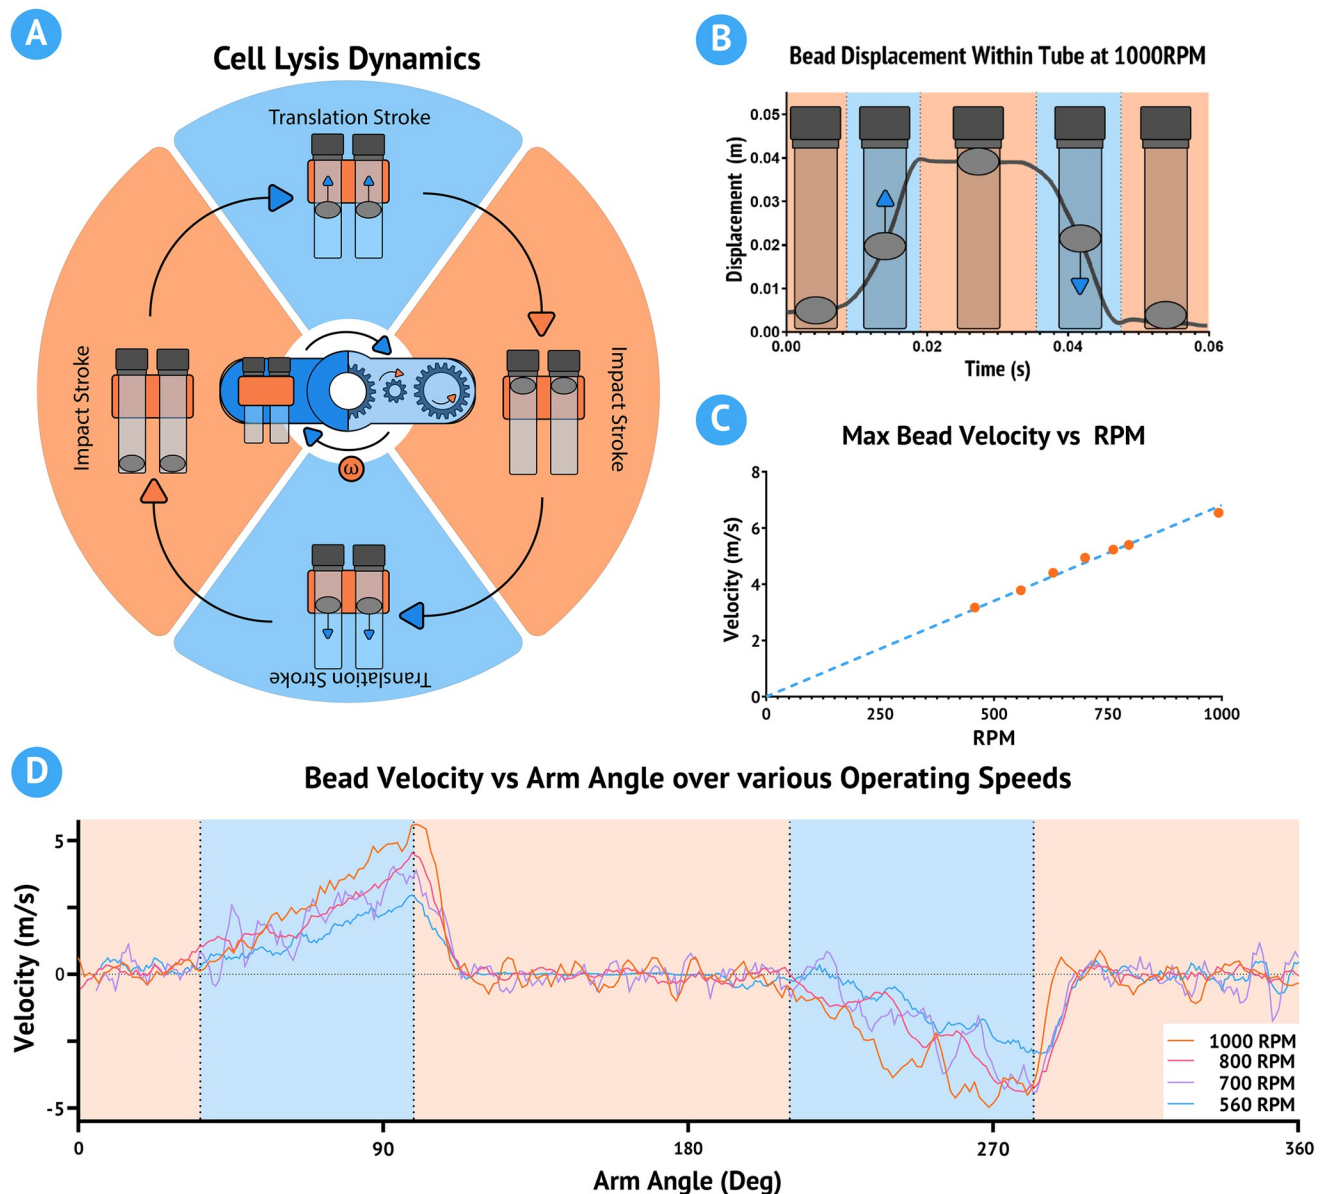 A
Cell Lysis Dynamics
Translation Stroke
Impact Stroke
Impact Stroke
ω
Translation Stroke
B
Bead Displacement Within Tube at 1000RPM
Displacement (m)
0.05
0.04
0.03
0.02
0.01
0.00
0.00 0.02 0.04 0.06
Time (s)
C
Max Bead Velocity vs RPM
Velocity (m/s)
8
6
4
2
0
0 250 500 750 1000
RPM
D
Bead Velocity vs Arm Angle over various Operating Speeds
Velocity (m/s)
5
0
-5
1000 RPM
800 RPM
700 RPM
560 RPM
0 90 180 270 360
Arm Angle (Deg)